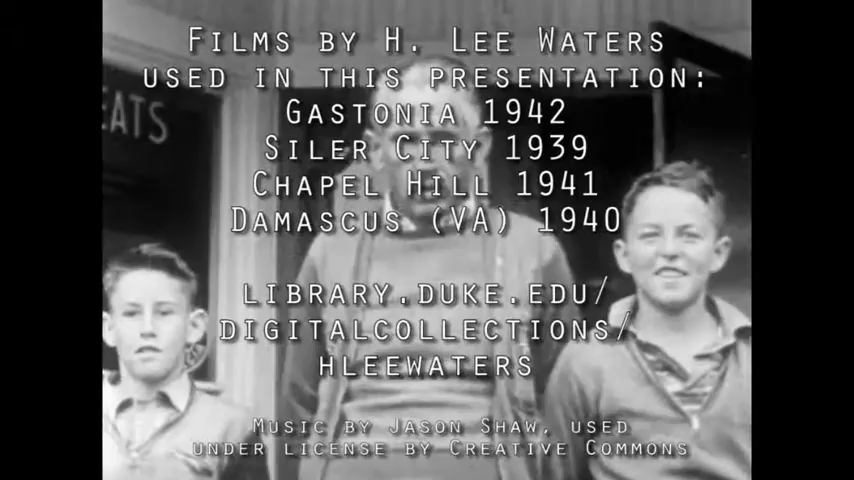 Films by H. Lee Waters
used in this presentation:
Gastonia 1942
Siler City 1939
Chapel Hill 1941
Damascus (VA) 1940
EATS
library.duke.edu/
digitalcollections/
hleewaters
Music by Jason Shaw, used
under license by Creative Commons